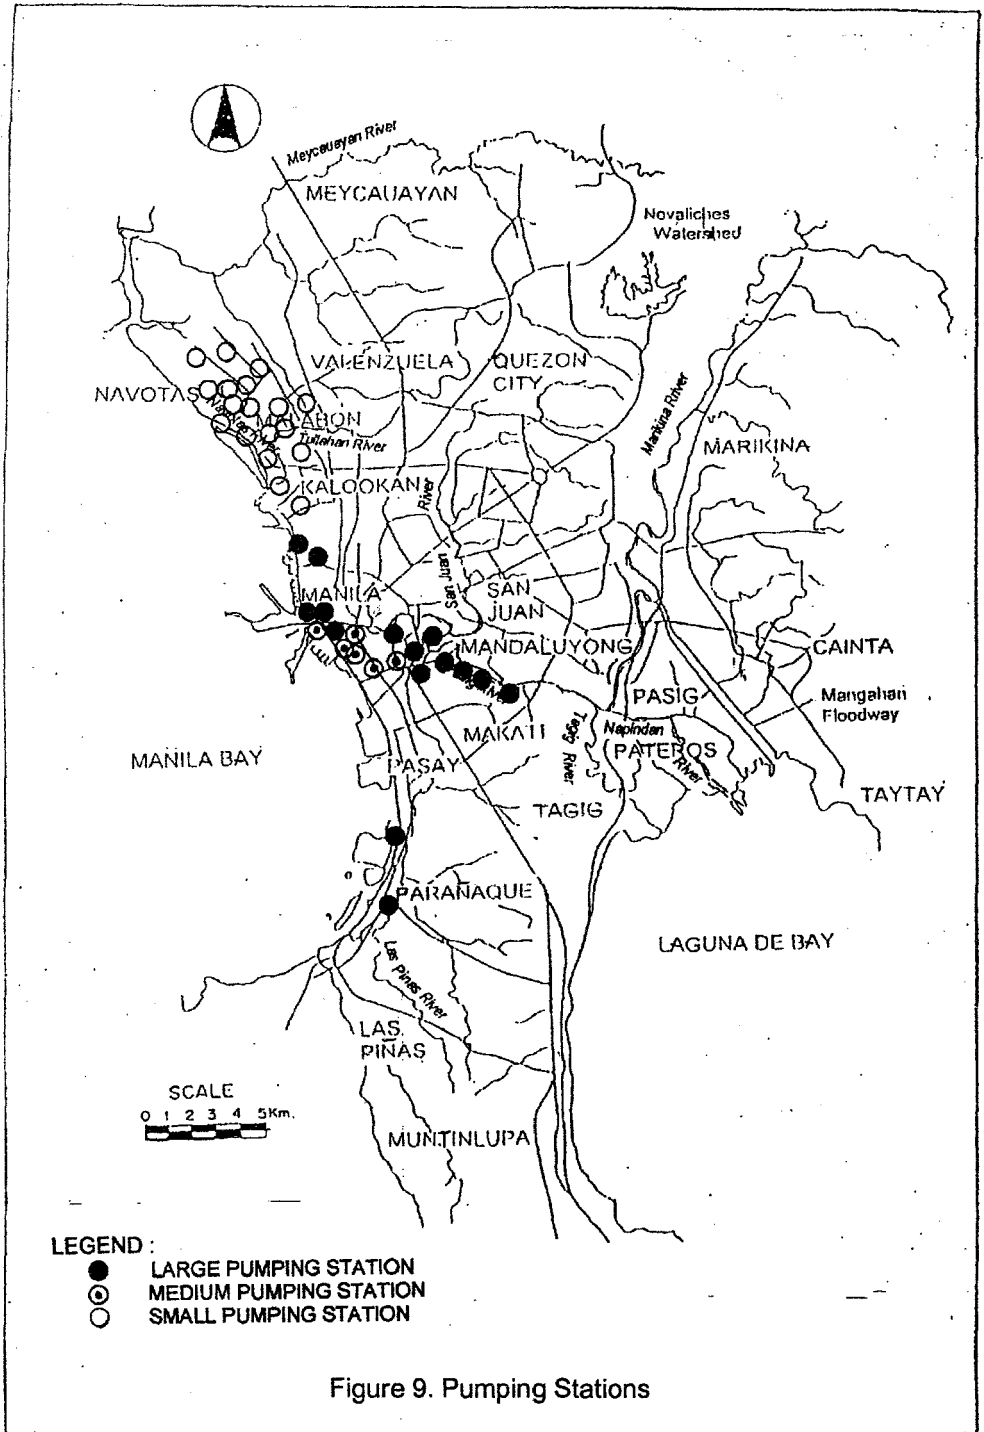 Meycauayan River
MEYCAUAYAN
Novaliches
Watershed
VALENZUELA
QUEZON
CITY
NAVOTAS
MALABON
Tullahan River
Marikina River
MARIKINA
KALOOKAN
San Juan River
MANILA
SAN
JUAN
MANDALUYONG
CAINTA
PASIG
Mangahan
Floodway
MAKATI
Tagig River
Napindan River
PATEROS
MANILA BAY
PASAY
TAGIG
TAYTAY
PARAÑAQUE
LAGUNA DE BAY
Las Pinas River
LAS
PIÑAS
SCALE
0 1 2 3 4 5Km.
MUNTINLUPA
LEGEND :
LARGE PUMPING STATION
MEDIUM PUMPING STATION
SMALL PUMPING STATION
Figure 9. Pumping Stations